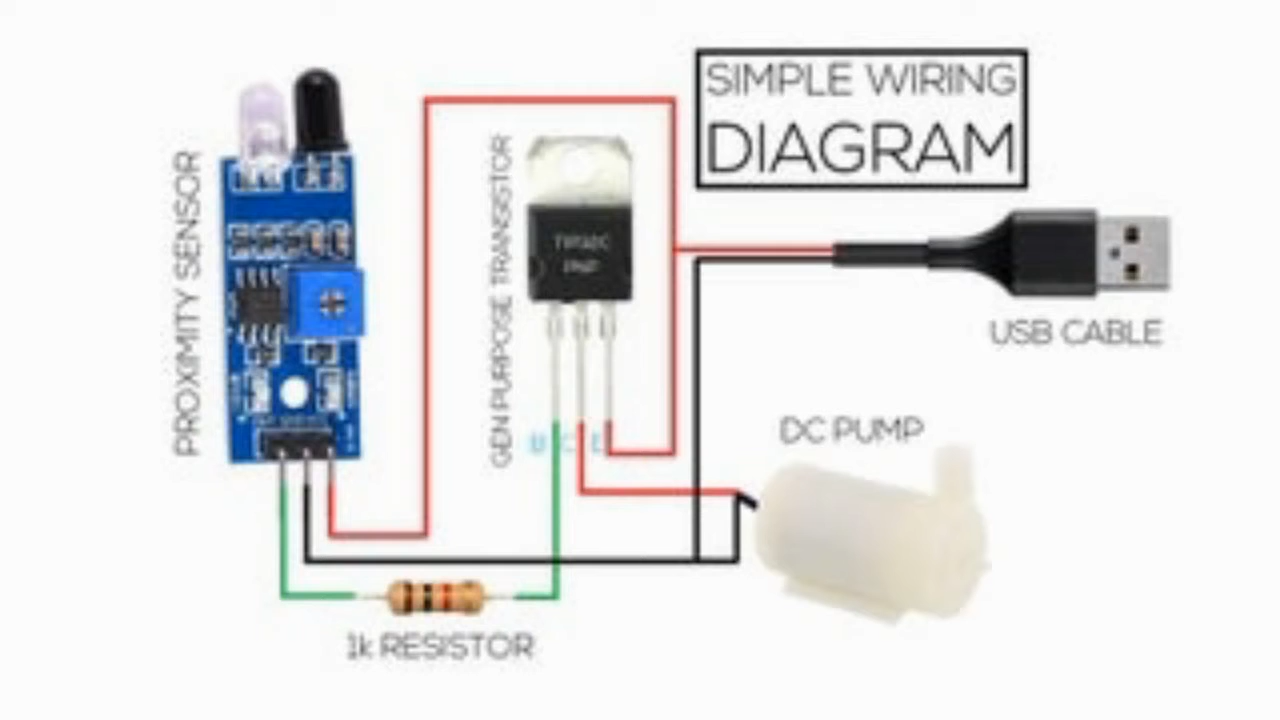 SIMPLE WIRING
DIAGRAM
PROXIMITY SENSOR
GEN PURPOSE TRANSISTOR
USB CABLE
DC PUMP
B C E
1k RESISTOR